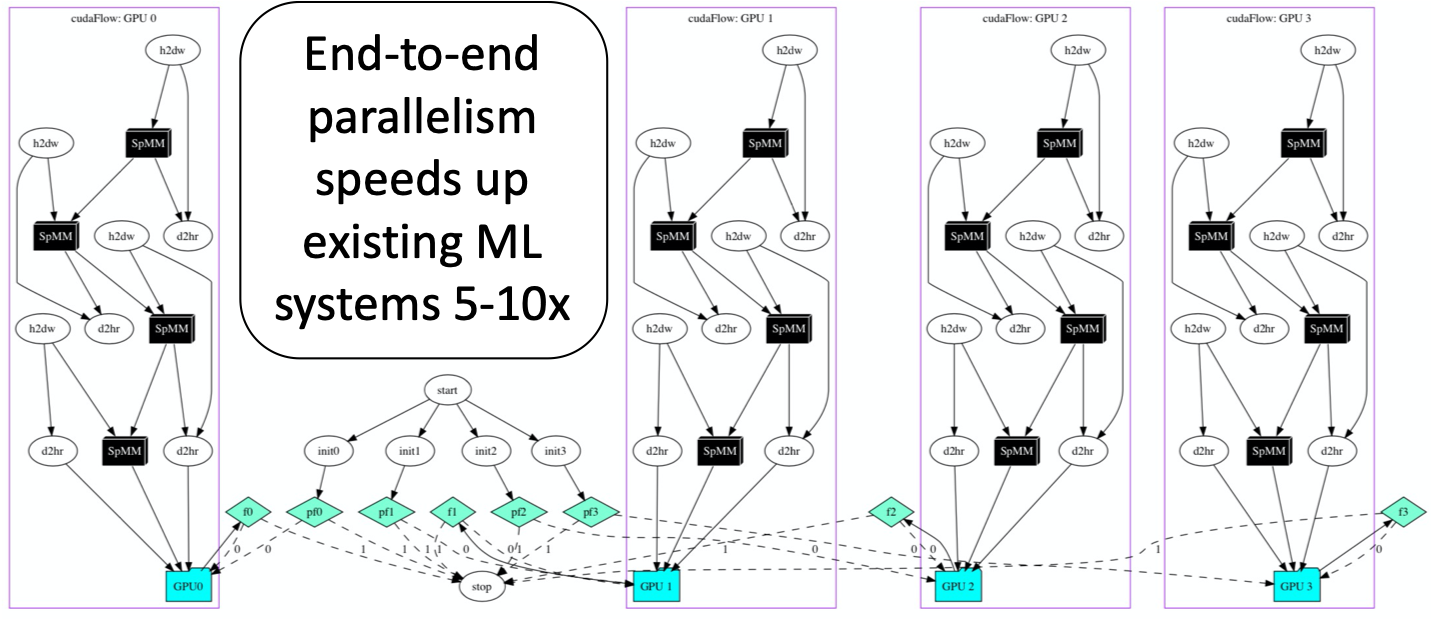 cudaFlow: GPU 0
cudaFlow: GPU 1
cudaFlow: GPU 2
cudaFlow: GPU 3
End-to-end
parallelism
speeds up
existing ML
systems 5-10x
h2dw h2dw h2dw h2dw
h2dw SpMM h2dw SpMM h2dw SpMM h2dw SpMM
SpMM h2dw d2hr SpMM h2dw d2hr SpMM h2dw d2hr SpMM h2dw d2hr
h2dw d2hr SpMM h2dw d2hr SpMM h2dw d2hr SpMM h2dw d2hr SpMM
start
d2hr SpMM d2hr init0 init1 init2 init3 d2hr SpMM d2hr d2hr SpMM d2hr d2hr SpMM d2hr
f0 pf0 pf1 f1 pf2 pf3 f2 f3
0 0 1 1 1 1 0 0 1 1 1 0 0 0 1 0
GPU0 stop GPU 1 GPU 2 GPU 3